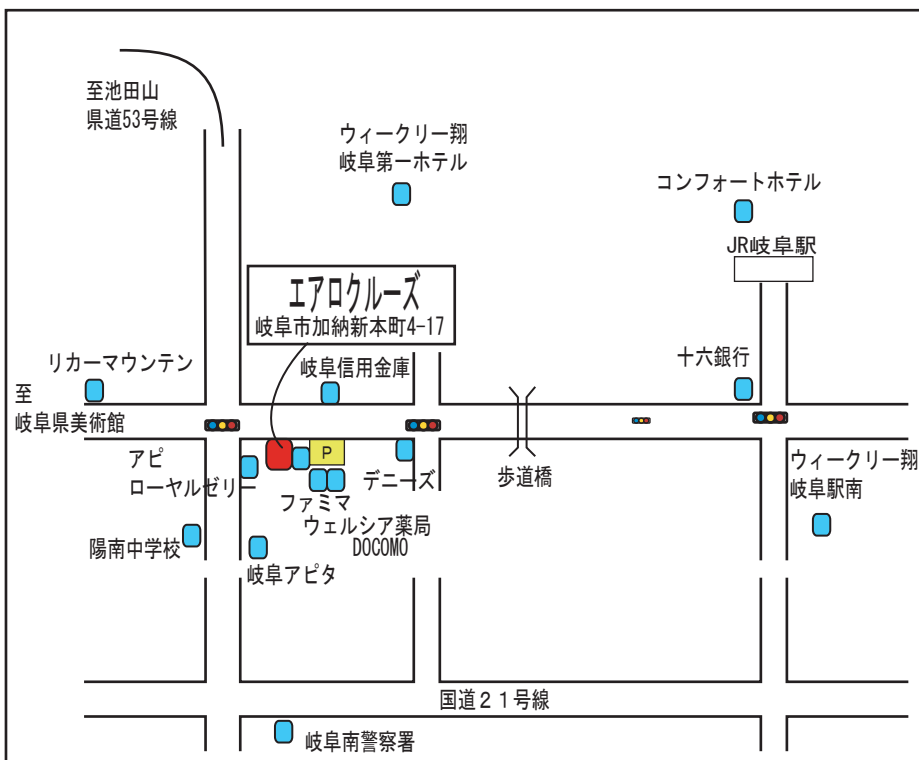 至池田山
県道53号線
ウィークリー翔
岐阜第一ホテル
コンフォートホテル
JR岐阜駅
エアロクルーズ
岐阜市加納新本町4-17
リカーマウンテン
岐阜信用金庫
十六銀行
至
岐阜県美術館
アピ
ローヤルゼリー
P
デニーズ
歩道橋
ウィークリー翔
岐阜駅南
ファミマ
ウェルシア薬局
DOCOMO
陽南中学校
岐阜アピタ
国道21号線
岐阜南警察署